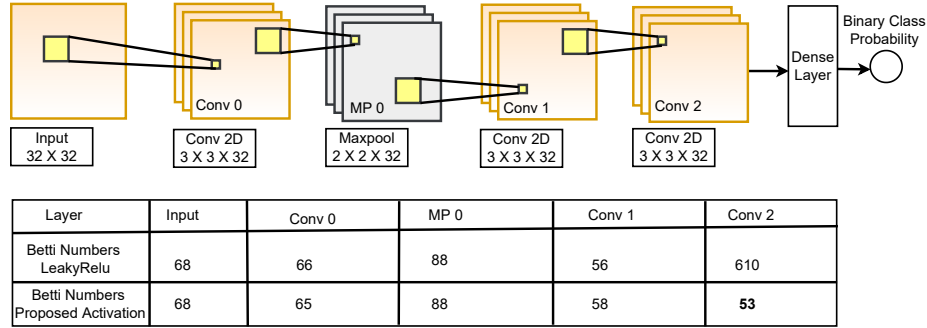 Binary Class
Probability
Dense
Layer
Conv 0
MP 0
Conv 1
Conv 2
Input
32 X 32
Conv 2D
3 X 3 X 32
Maxpool
2 X 2 X 32
Conv 2D
3 X 3 X 32
Conv 2D
3 X 3 X 32
Layer Input Conv 0 MP 0 Conv 1 Conv 2
Betti Numbers
LeakyRelu 68 66 88 56 610
Betti Numbers
Proposed Activation 68 65 88 58 53